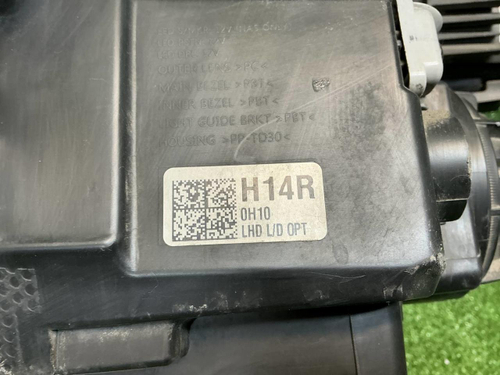 OUTER LENS >PC<
INNER BEZEL >PBT<
INNER BEZEL >PBT<
LIGHT GUIDE BRKT >PBT<
HOUSING >PP-TD30<
H14R
0H10
LHD L/D OPT